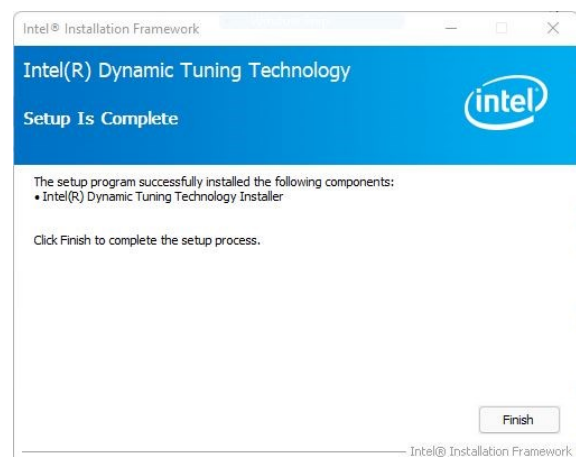 Intel® Installation Framework
Intel(R) Dynamic Tuning Technology
intel
Setup Is Complete
The setup program successfully installed the following components:
• Intel(R) Dynamic Tuning Technology Installer
Click Finish to complete the setup process.
Finish
Intel® Installation Framework